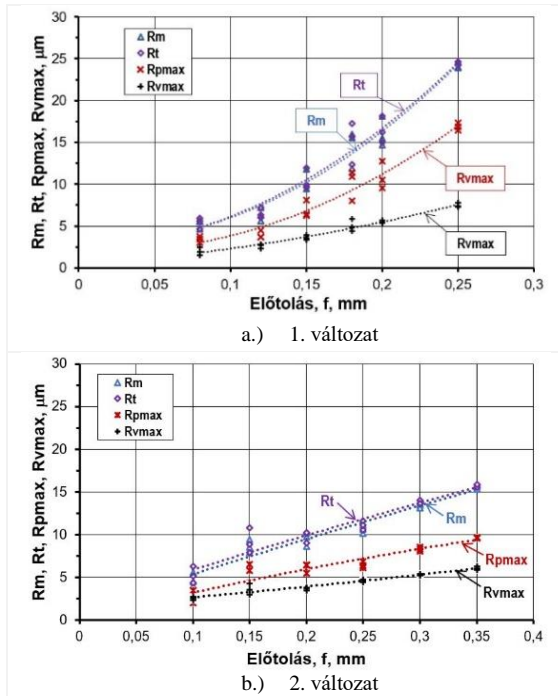 Rm, Rt, Rpmax, Rvmax, µm
30
25
20
15
10
5
0
Rm
Rt
Rpmax
Rvmax
Rt
Rm
Rvmax
Rvmax
0 0,05 0,1 0,15 0,2 0,25 0,3
Előtolás, f, mm
a.) 1. változat
Rm, Rt, Rpmax, Rvmax, µm
30
25
20
15
10
5
0
Rm
Rt
Rpmax
Rvmax
Rt
Rm
Rpmax
Rvmax
0 0,05 0,1 0,15 0,2 0,25 0,3 0,35 0,4
Előtolás, f, mm
b.) 2. változat